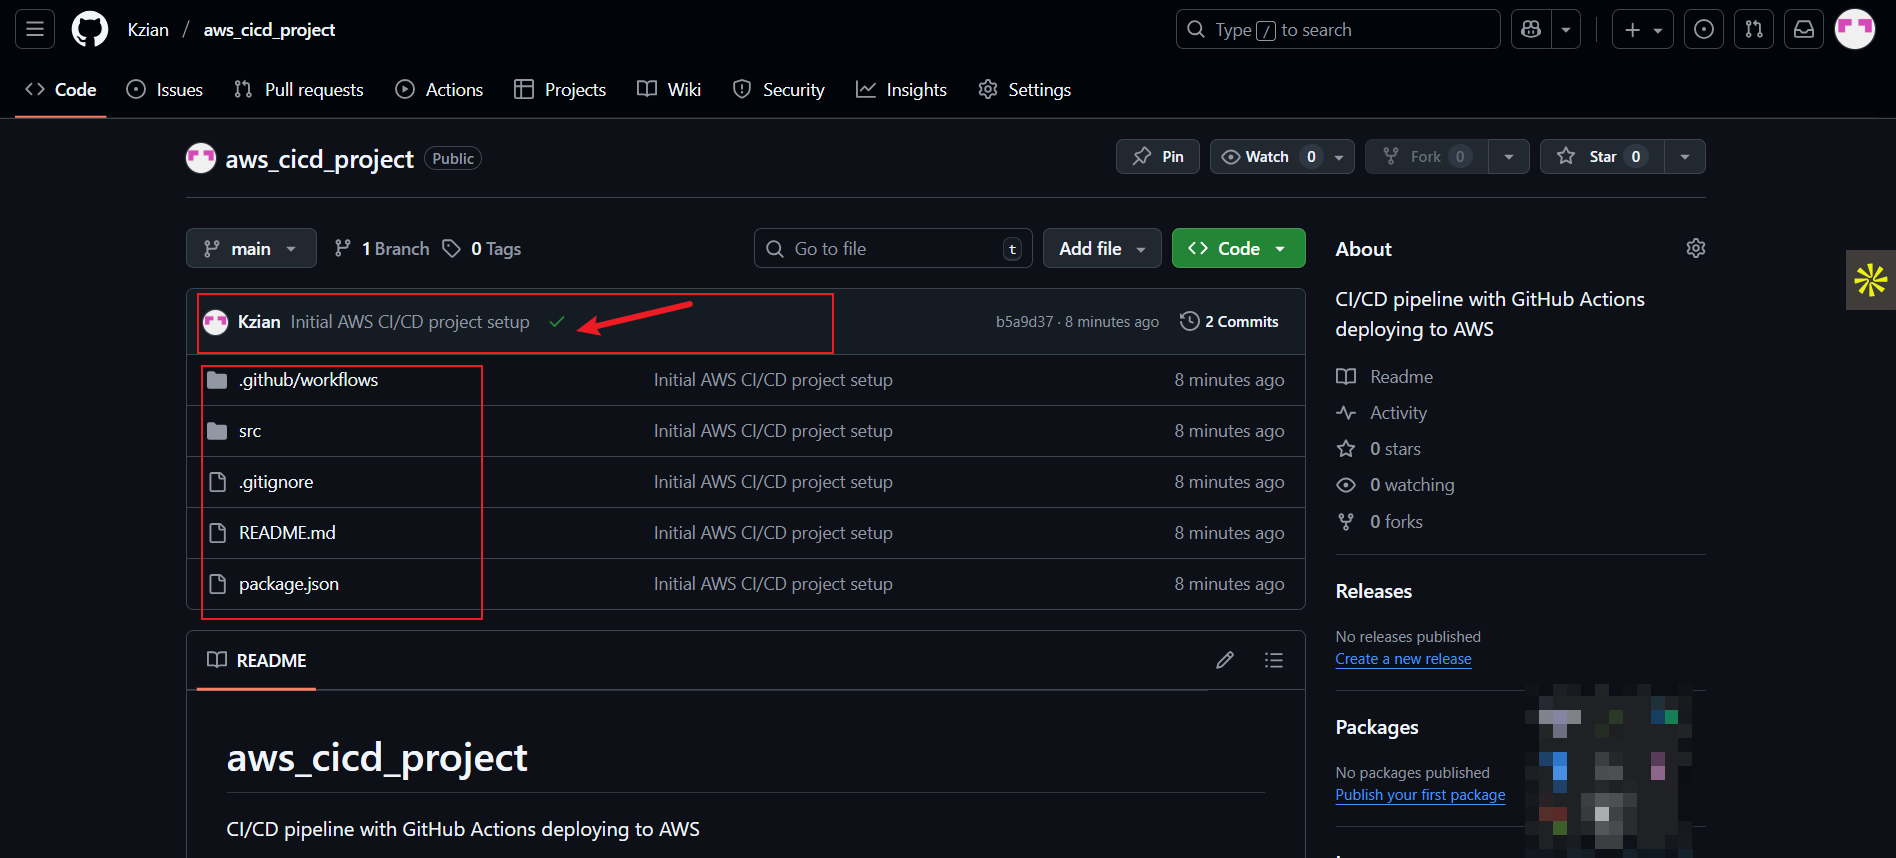 Kzian / aws_cicd_project
Type / to search
Code
Issues
Pull requests
Actions
Projects
Wiki
Security
Insights
Settings
aws_cicd_project Public
Pin
Watch 0
Fork 0
Star 0
main
1 Branch
0 Tags
Go to file t
Add file
Code
Kzian Initial AWS CI/CD project setup
b5a9d37 · 8 minutes ago
2 Commits
.github/workflows Initial AWS CI/CD project setup 8 minutes ago
src Initial AWS CI/CD project setup 8 minutes ago
.gitignore Initial AWS CI/CD project setup 8 minutes ago
README.md Initial AWS CI/CD project setup 8 minutes ago
package.json Initial AWS CI/CD project setup 8 minutes ago
README
aws_cicd_project
CI/CD pipeline with GitHub Actions deploying to AWS
About
CI/CD pipeline with GitHub Actions
deploying to AWS
Readme
Activity
0 stars
0 watching
0 forks
Releases
No releases published
Create a new release
Packages
No packages published
Publish your first package